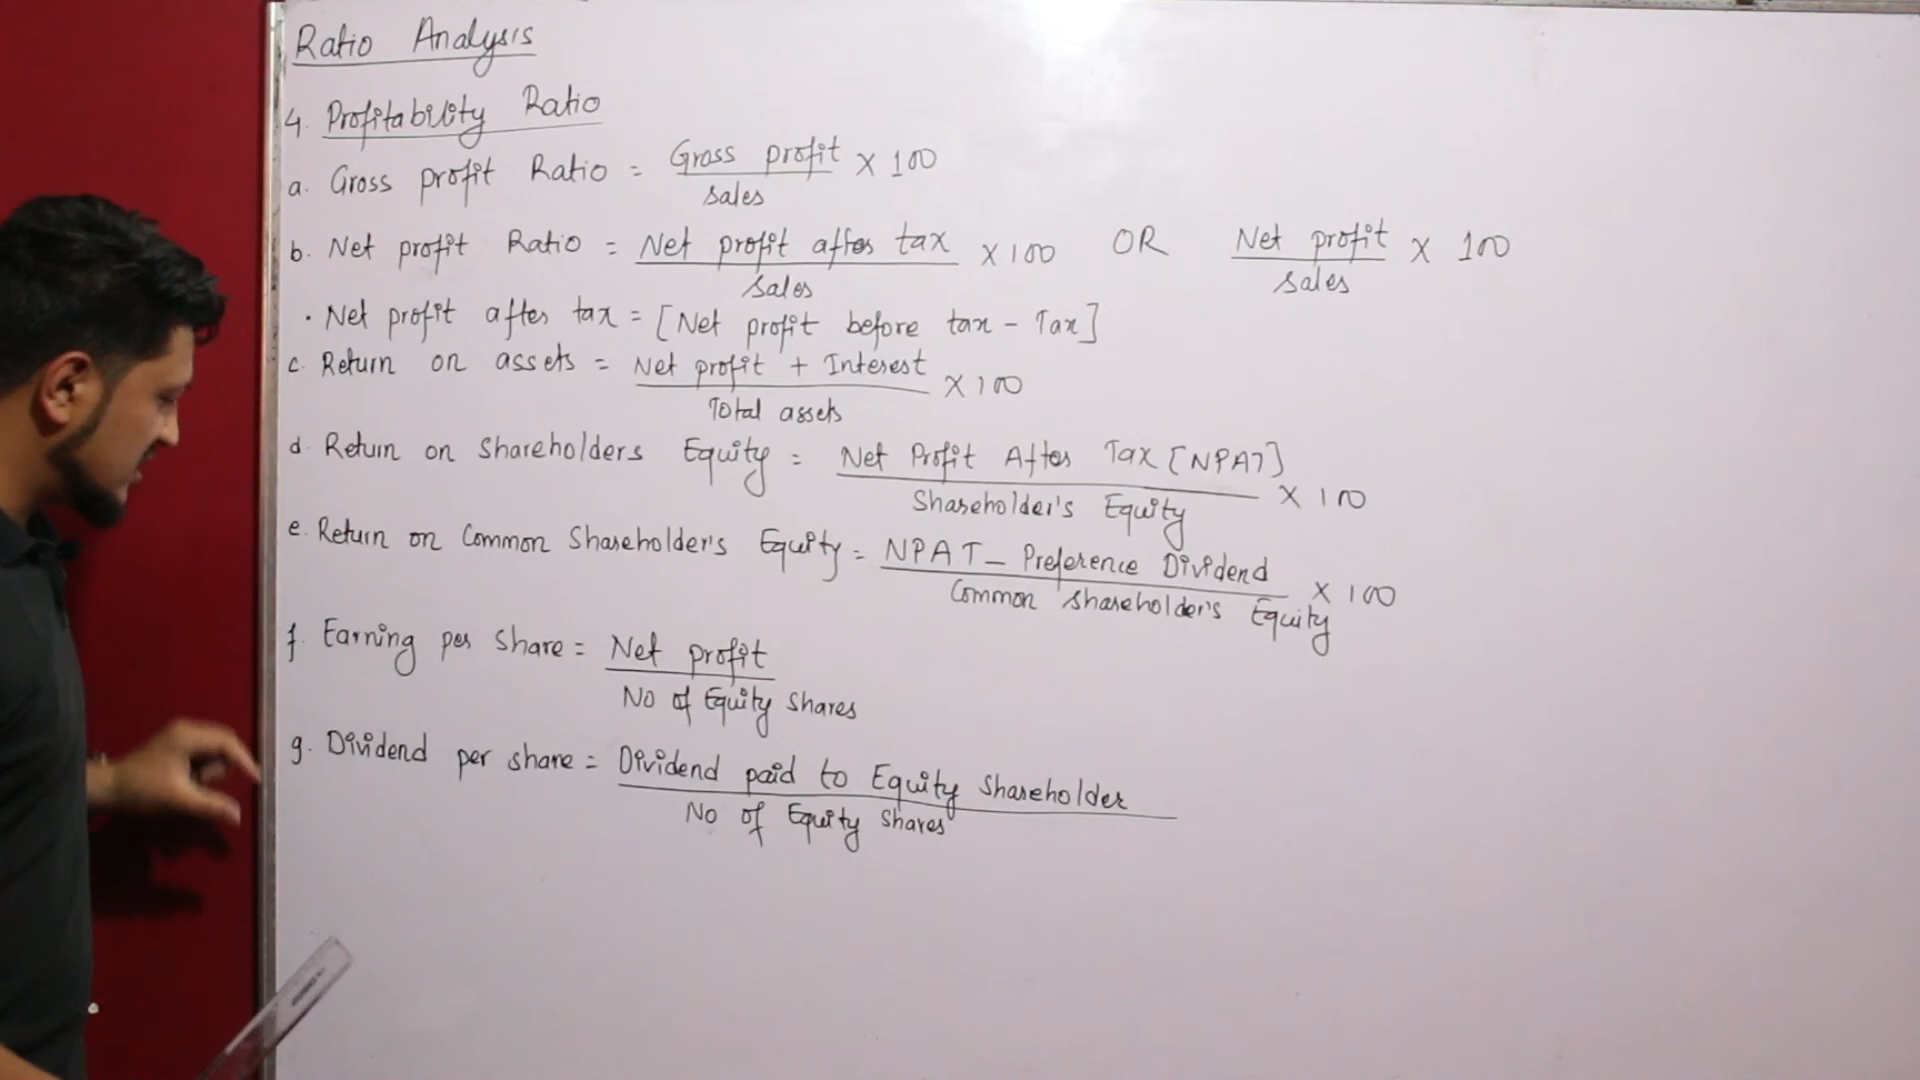 Ratio Analysis
4. Profitability Ratio
a. Gross profit Ratio = Gross profit / sales × 100
b. Net profit Ratio = Net profit after tax / sales × 100 OR Net profit / sales × 100
· Net profit after tax = [Net profit before tax - Tax]
c. Return on assets = Net profit + Interest / Total assets × 100
d. Return on shareholders Equity = Net Profit After Tax [NPAT] / Shareholder's Equity × 100
e. Return on Common Shareholder's Equity = NPAT - Preference Dividend / Common shareholder's Equity × 100
f. Earning per share = Net profit / No of Equity shares
g. Dividend per share = Dividend paid to Equity shareholder / No of Equity shares